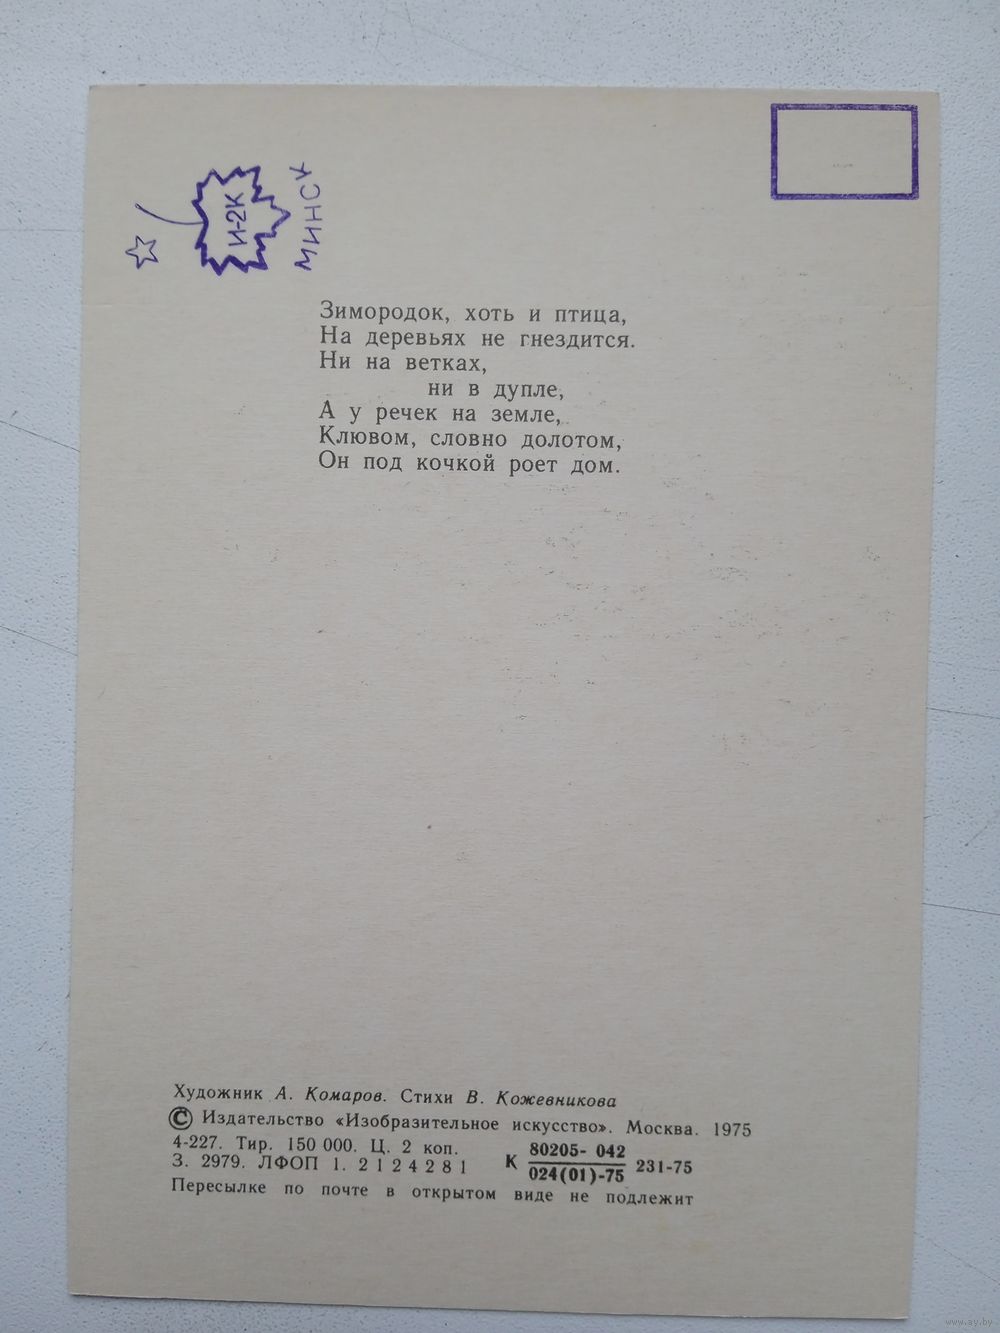 И-2К
МИНСК
Зимородок, хоть и птица,
На деревьях не гнездится.
Ни на ветках,
ни в дупле,
А у речек на земле,
Клювом, словно долотом,
Он под кочкой роет дом.
Художник А. Комаров. Стихи В. Кожевникова
© Издательство «Изобразительное искусство». Москва. 1975
4-227. Тир. 150 000. Ц. 2 коп.
З. 2979. ЛФОП 1. 2124281
К 80205-042
024(01)-75 231-75
Пересылке по почте в открытом виде не подлежит
www.ay.by